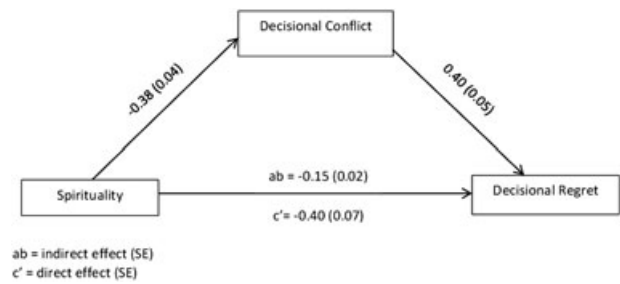 Decisional Conflict
-0.38 (0.04)
0.40 (0.05)
ab = -0.15 (0.02)
Spirituality
Decisional Regret
c'= -0.40 (0.07)
ab = indirect effect (SE)
c' = direct effect (SE)